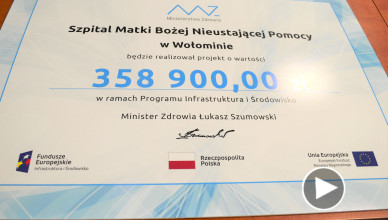 Ministerstwo Zdrowia
Szpital Matki Bożej Nieustającej Pomocy
w Wołominie
będzie realizował projekt o wartości
358 900,00 zł
w ramach Programu Infrastruktura i Środowisko
Minister Zdrowia Łukasz Szumowski
Fundusze
Europejskie
Infrastruktura i Środowisko
Rzeczpospolita
Polska
Unia Europejska
Europejski Fundusz
Rozwoju Regionalnego